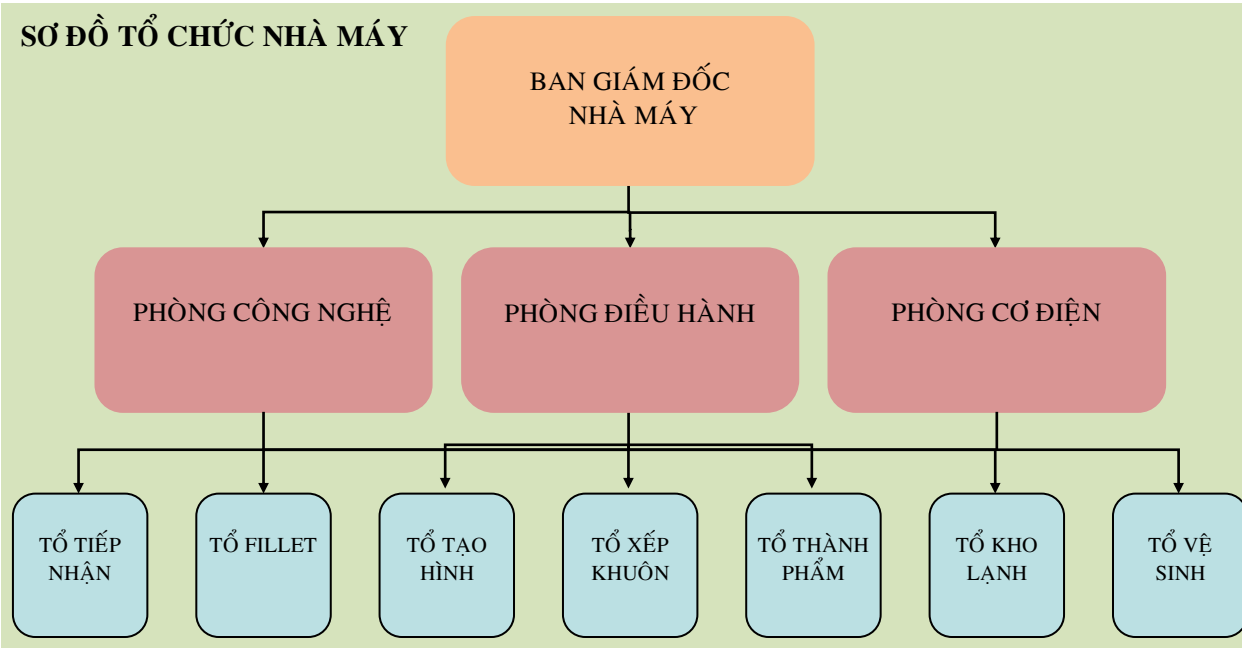 SƠ ĐỒ TỔ CHỨC NHÀ MÁY
BAN GIÁM ĐỐC
NHÀ MÁY
PHÒNG CÔNG NGHỆ
PHÒNG ĐIỀU HÀNH
PHÒNG CƠ ĐIỆN
TỔ TIẾP
NHẬN
TỔ FILLET
TỔ TẠO
HÌNH
TỔ XẾP
KHUÔN
TỔ THÀNH
PHẨM
TỔ KHO
LẠNH
TỔ VỆ
SINH